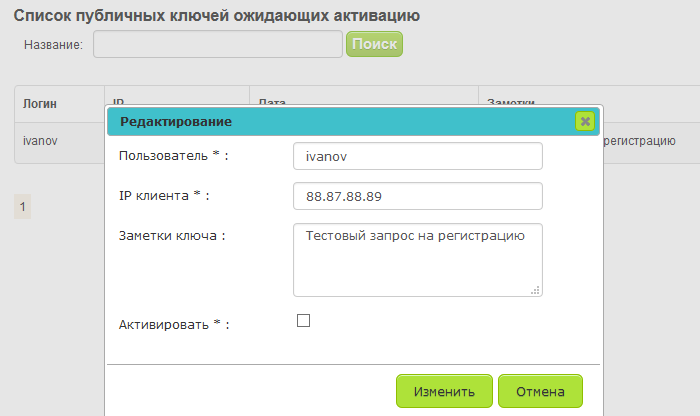 Список публичных ключей ожидающих активацию
Название:
Поиск
Логин IP Дата Заметки
ivanov регистрацию
1
Редактирование
Пользователь * : ivanov
IP клиента * : 88.87.88.89
Заметки ключа : Тестовый запрос на регистрацию
Активировать * :
Изменить Отмена